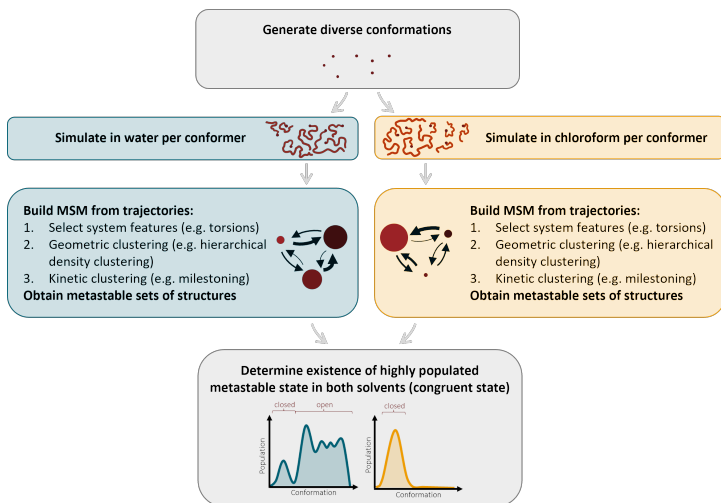 Generate diverse conformations
Simulate in water per conformer
Simulate in chloroform per conformer
Build MSM from trajectories:
1. Select system features (e.g. torsions)
2. Geometric clustering (e.g. hierarchical
density clustering)
3. Kinetic clustering (e.g. milestoning)
Obtain metastable sets of structures
Build MSM from trajectories:
1. Select system features (e.g. torsions)
2. Geometric clustering (e.g. hierarchical
density clustering)
3. Kinetic clustering (e.g. milestoning)
Obtain metastable sets of structures
Determine existence of highly populated
metastable state in both solvents (congruent state)
closed open
Population
Conformation
closed
Population
Conformation